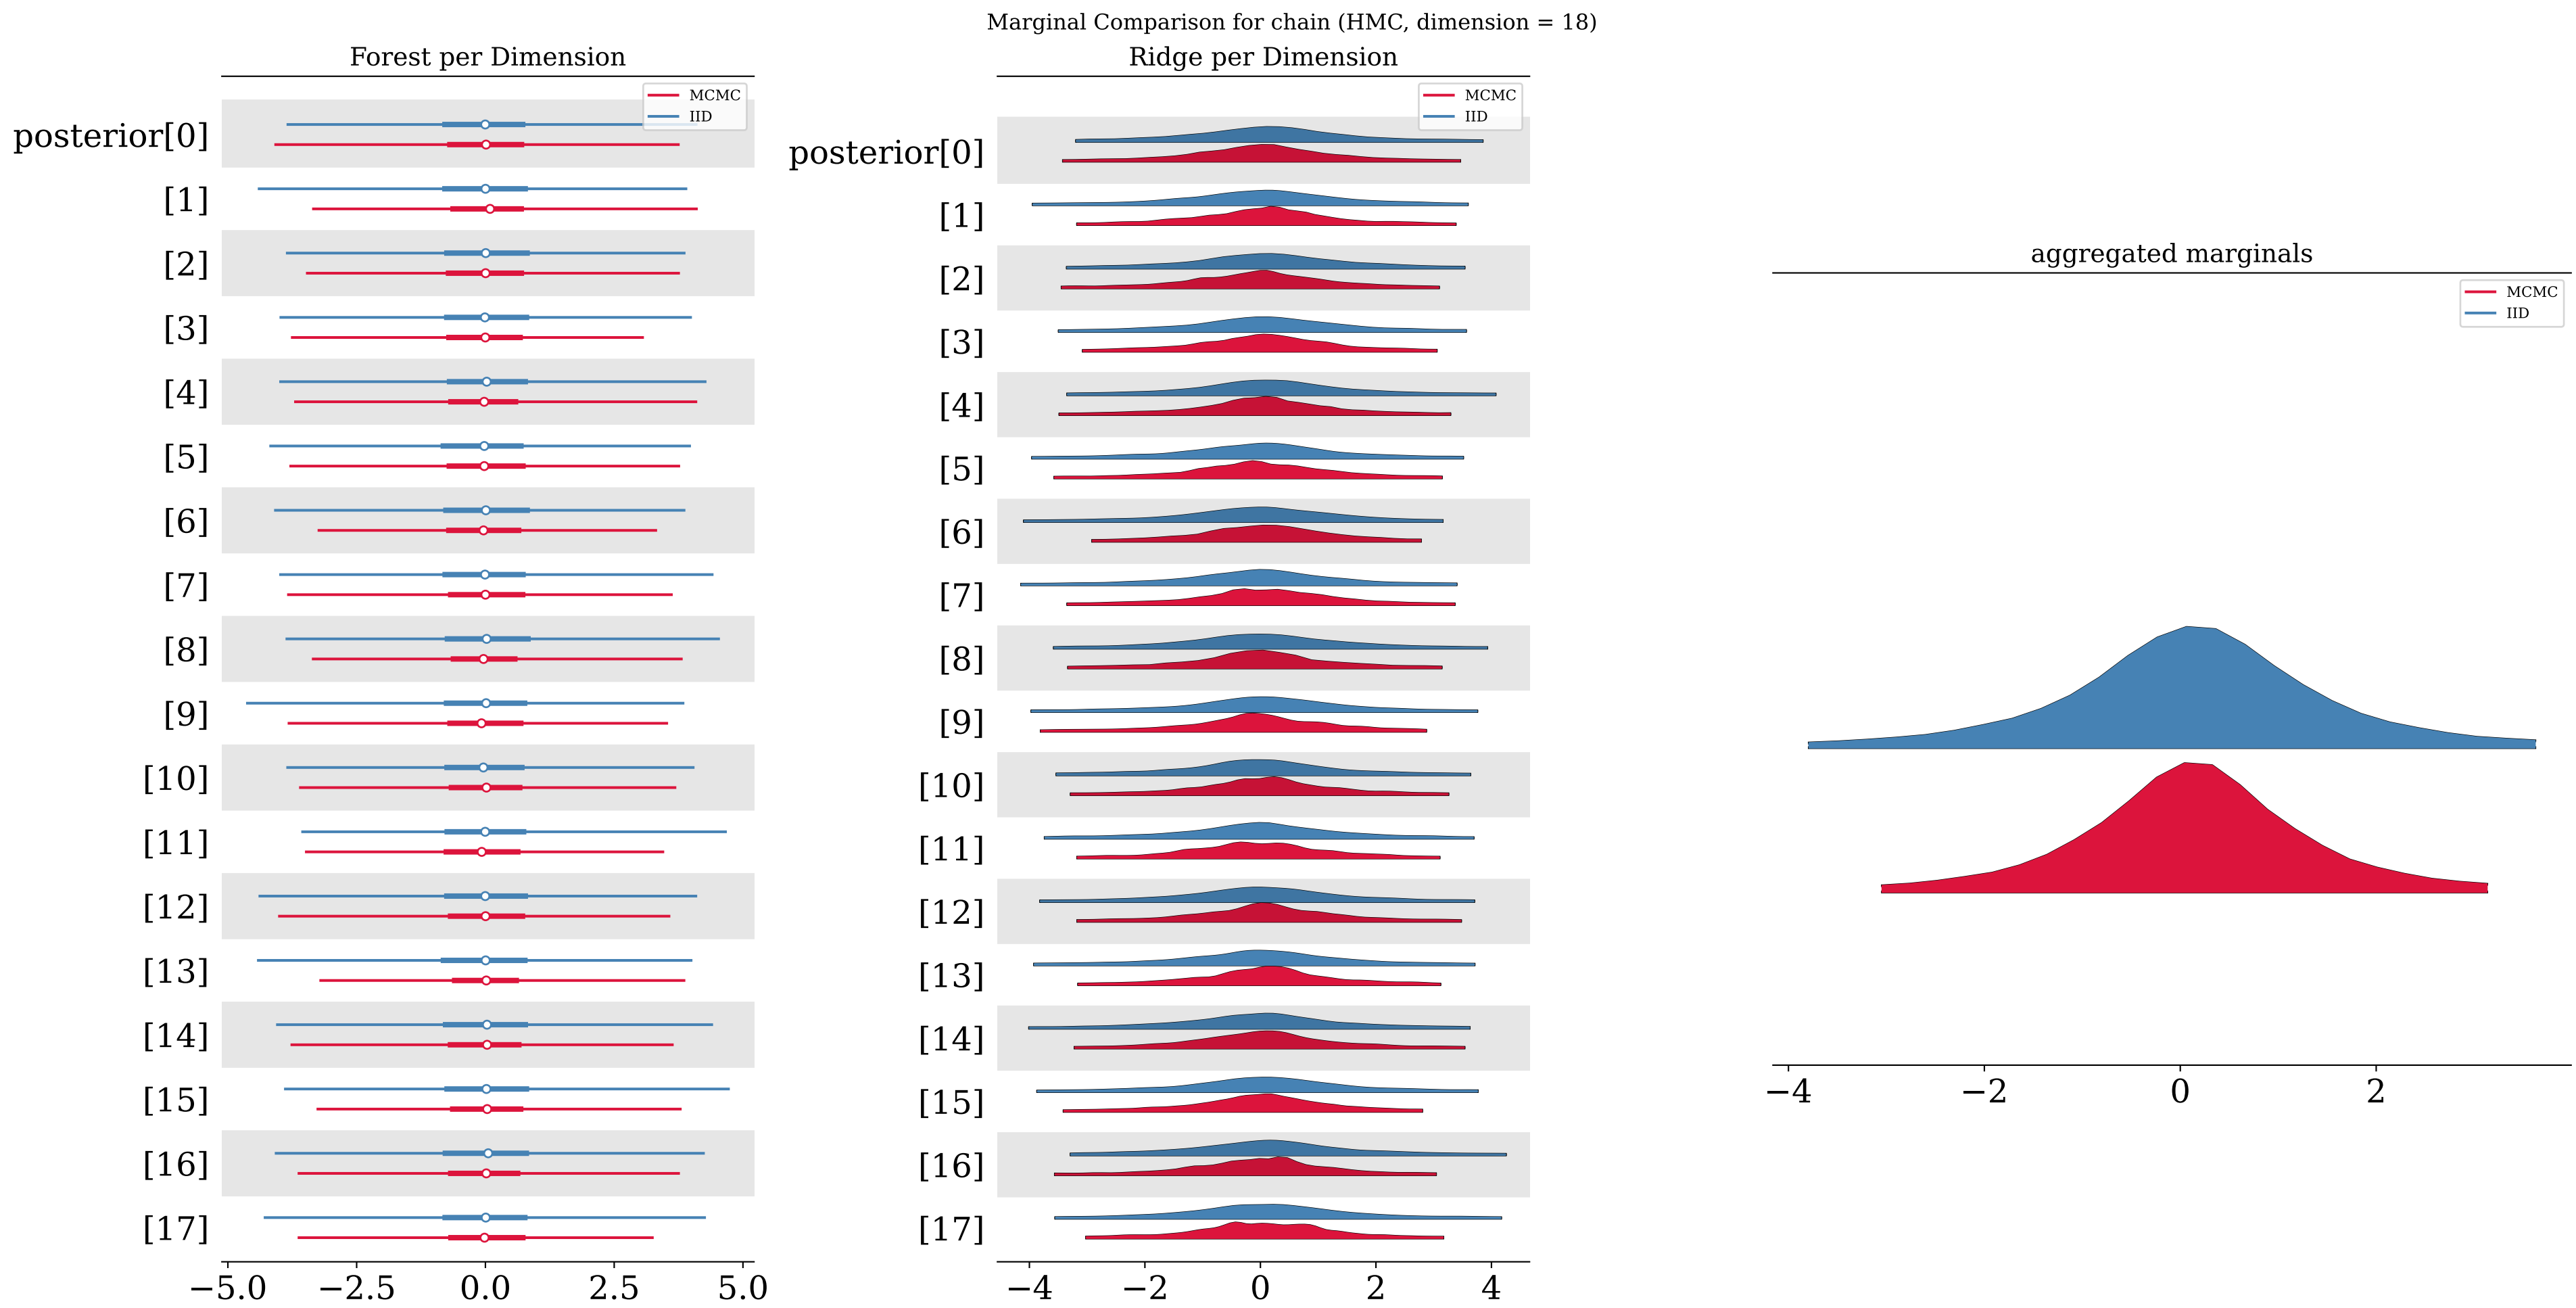 Marginal Comparison for chain (HMC, dimension = 18)
Forest per Dimension
MCMC
IID
posterior[0]
[1]
[2]
[3]
[4]
[5]
[6]
[7]
[8]
[9]
[10]
[11]
[12]
[13]
[14]
[15]
[16]
[17]
−5.0 −2.5 0.0 2.5 5.0
Ridge per Dimension
MCMC
IID
posterior[0]
[1]
[2]
[3]
[4]
[5]
[6]
[7]
[8]
[9]
[10]
[11]
[12]
[13]
[14]
[15]
[16]
[17]
−4 −2 0 2 4
aggregated marginals
MCMC
IID
−4 −2 0 2